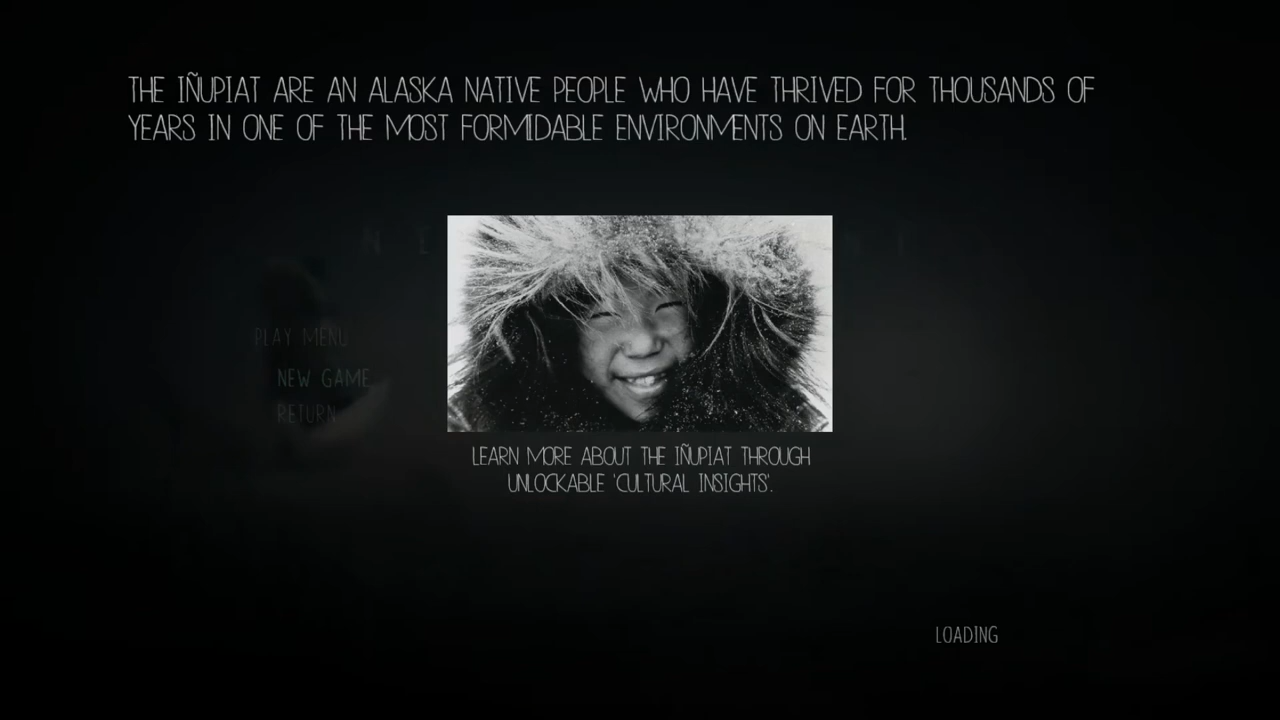 THE IÑUPIAT ARE AN ALASKA NATIVE PEOPLE WHO HAVE THRIVED FOR THOUSANDS OF
YEARS IN ONE OF THE MOST FORMIDABLE ENVIRONMENTS ON EARTH.
PLAY MENU
NEW GAME
RETURN
LEARN MORE ABOUT THE IÑUPIAT THROUGH
UNLOCKABLE 'CULTURAL INSIGHTS'.
LOADING